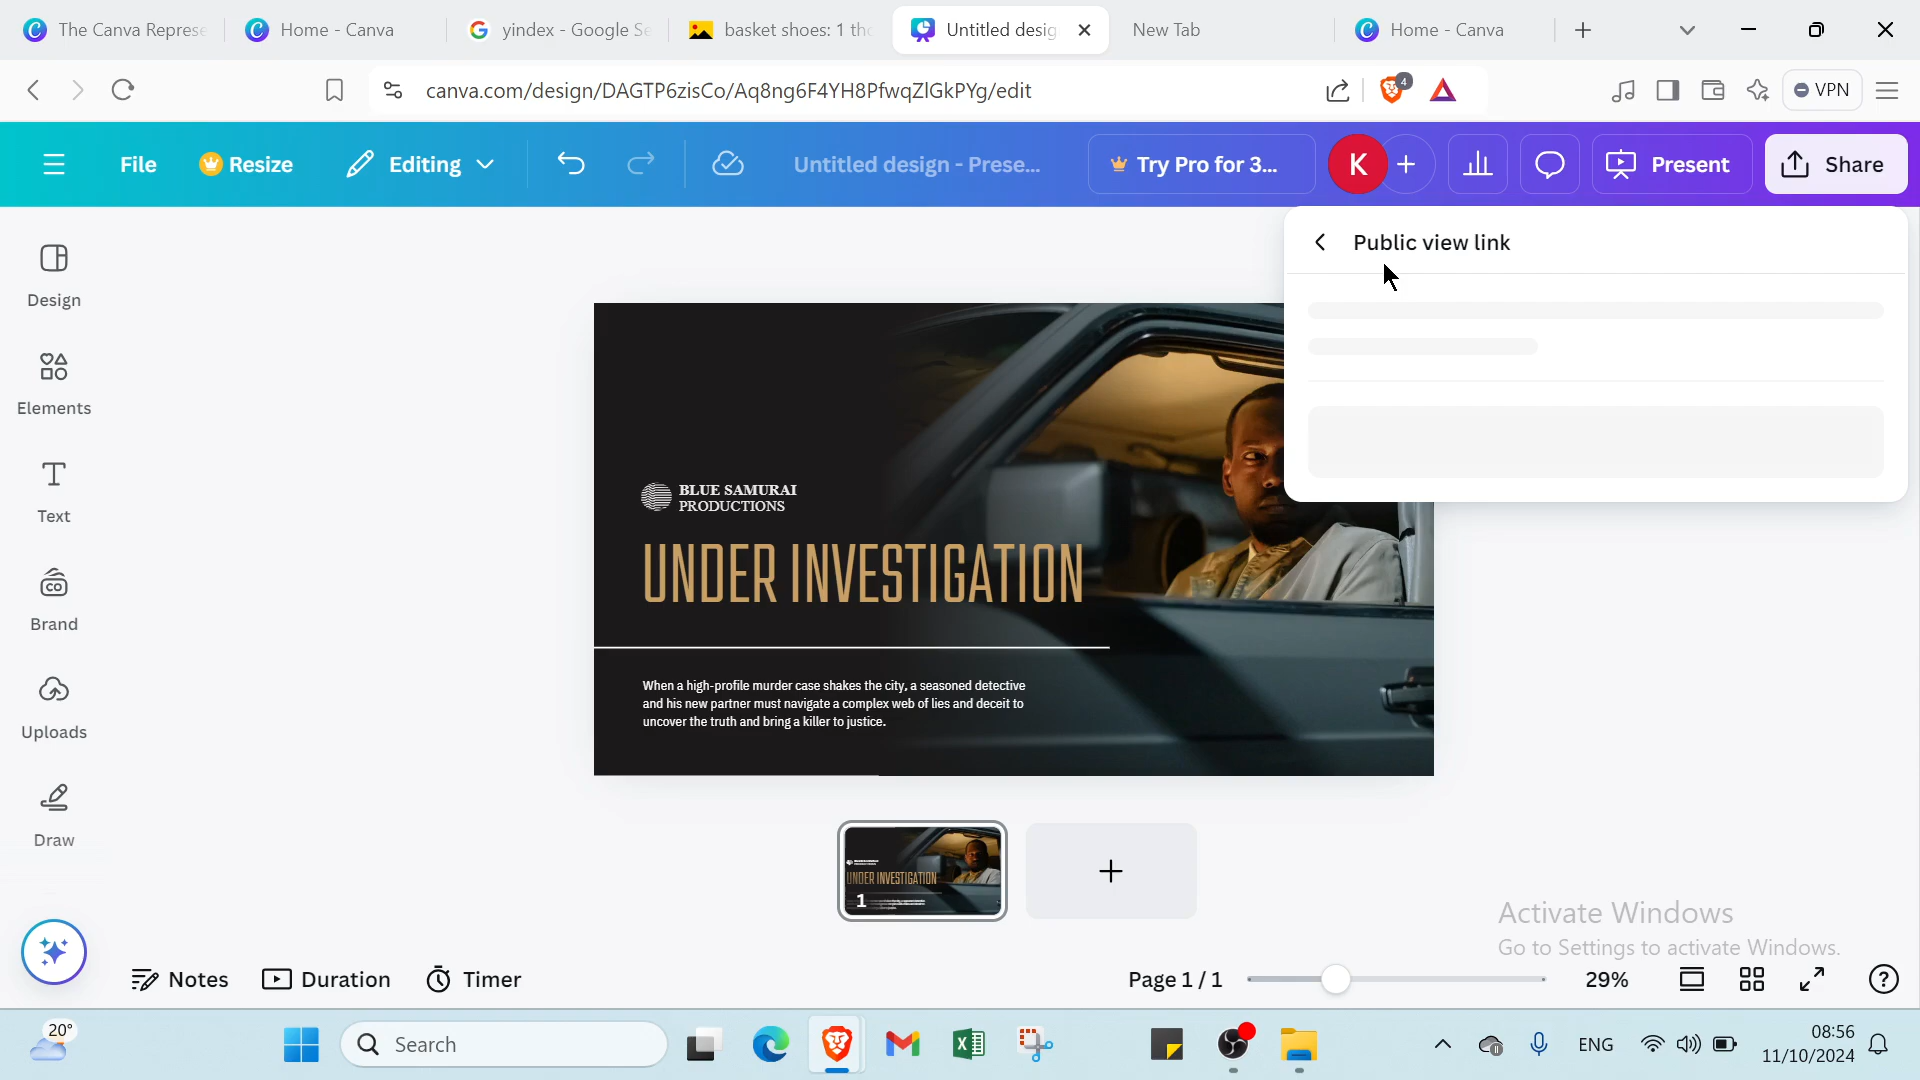 The Canva Represe
Home - Canva
yindex - Google Se
basket shoes: 1 tho
Untitled desig
New Tab
Home - Canva
canva.com/design/DAGTP6zisCo/Aq8ng6F4YH8PfwqZlGkPYg/edit
4
VPN
File
Resize
Editing
Untitled design - Prese...
Try Pro for 3...
K
Present
Share
Public view link
Design
Elements
Text
Brand
Uploads
Draw
BLUE SAMURAI
PRODUCTIONS
UNDER INVESTIGATION
When a high-profile murder case shakes the city, a seasoned detective
and his new partner must navigate a complex web of lies and deceit to
uncover the truth and bring a killer to justice.
UNDER INVESTIGATION
1
Activate Windows
Go to Settings to activate Windows.
Notes
Duration
Timer
Page 1 / 1
29%
20°
Search
ENG
08:56
11/10/2024